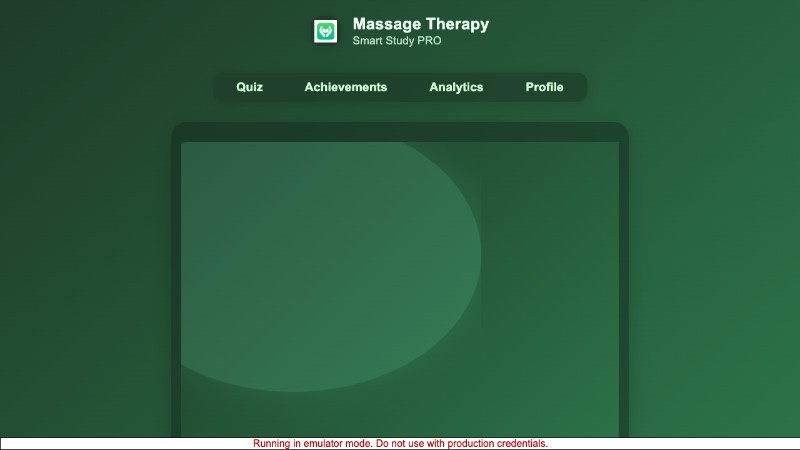 Massage Therapy
Smart Study PRO
Quiz Achievements Analytics Profile
Running in emulator mode. Do not use with production credentials.